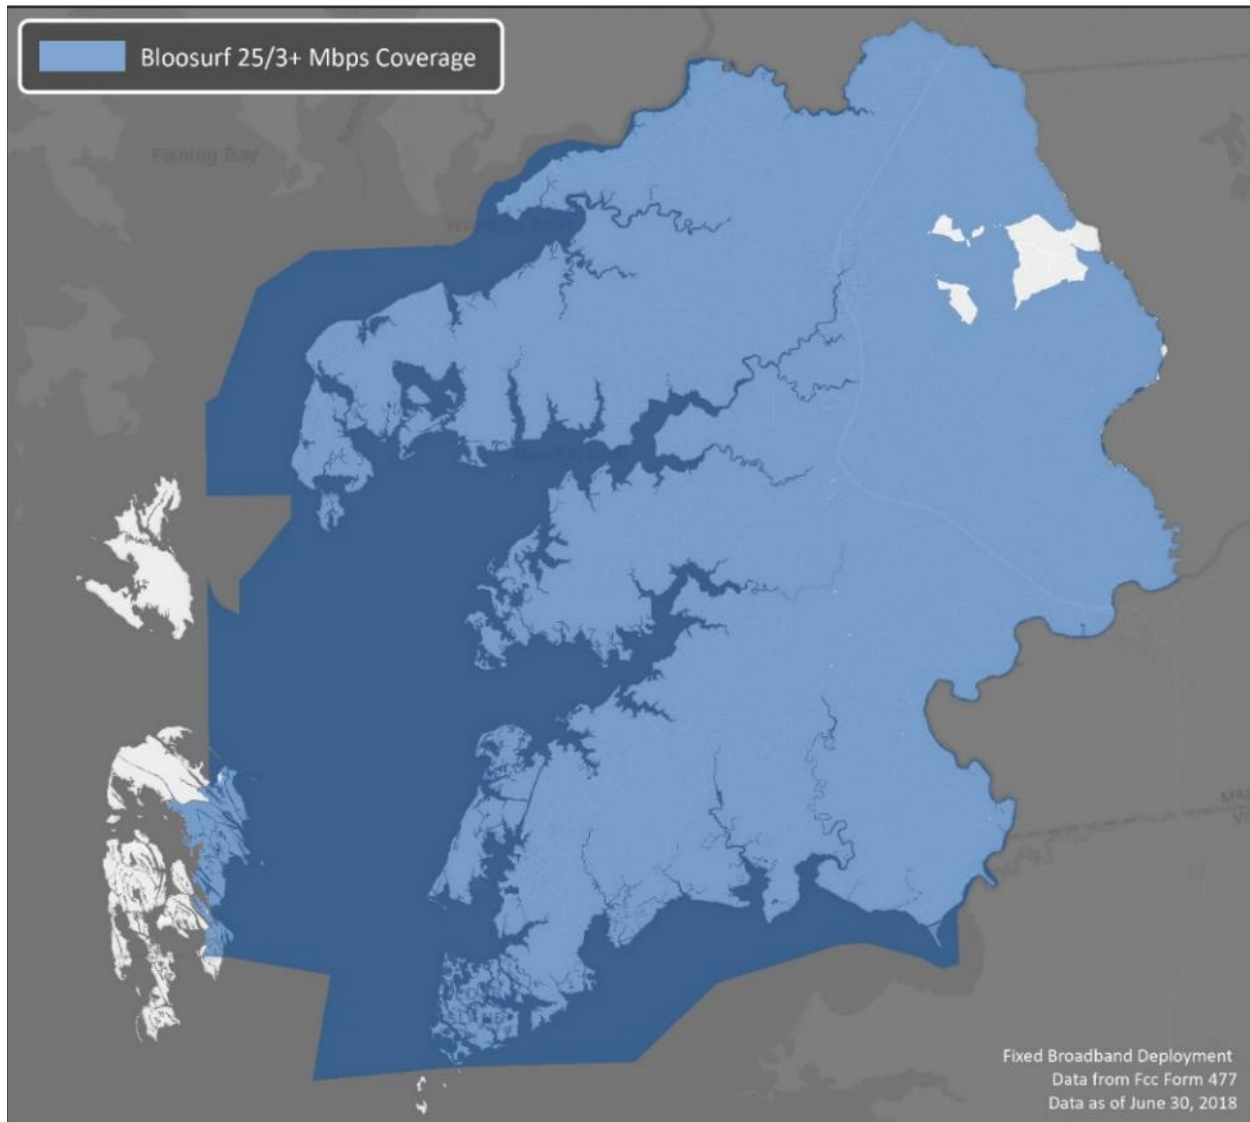 Bloosurf 25/3+ Mbps Coverage
Fishing Bay
Fixed Broadband Deployment
Data from Fcc Form 477
Data as of June 30, 2018